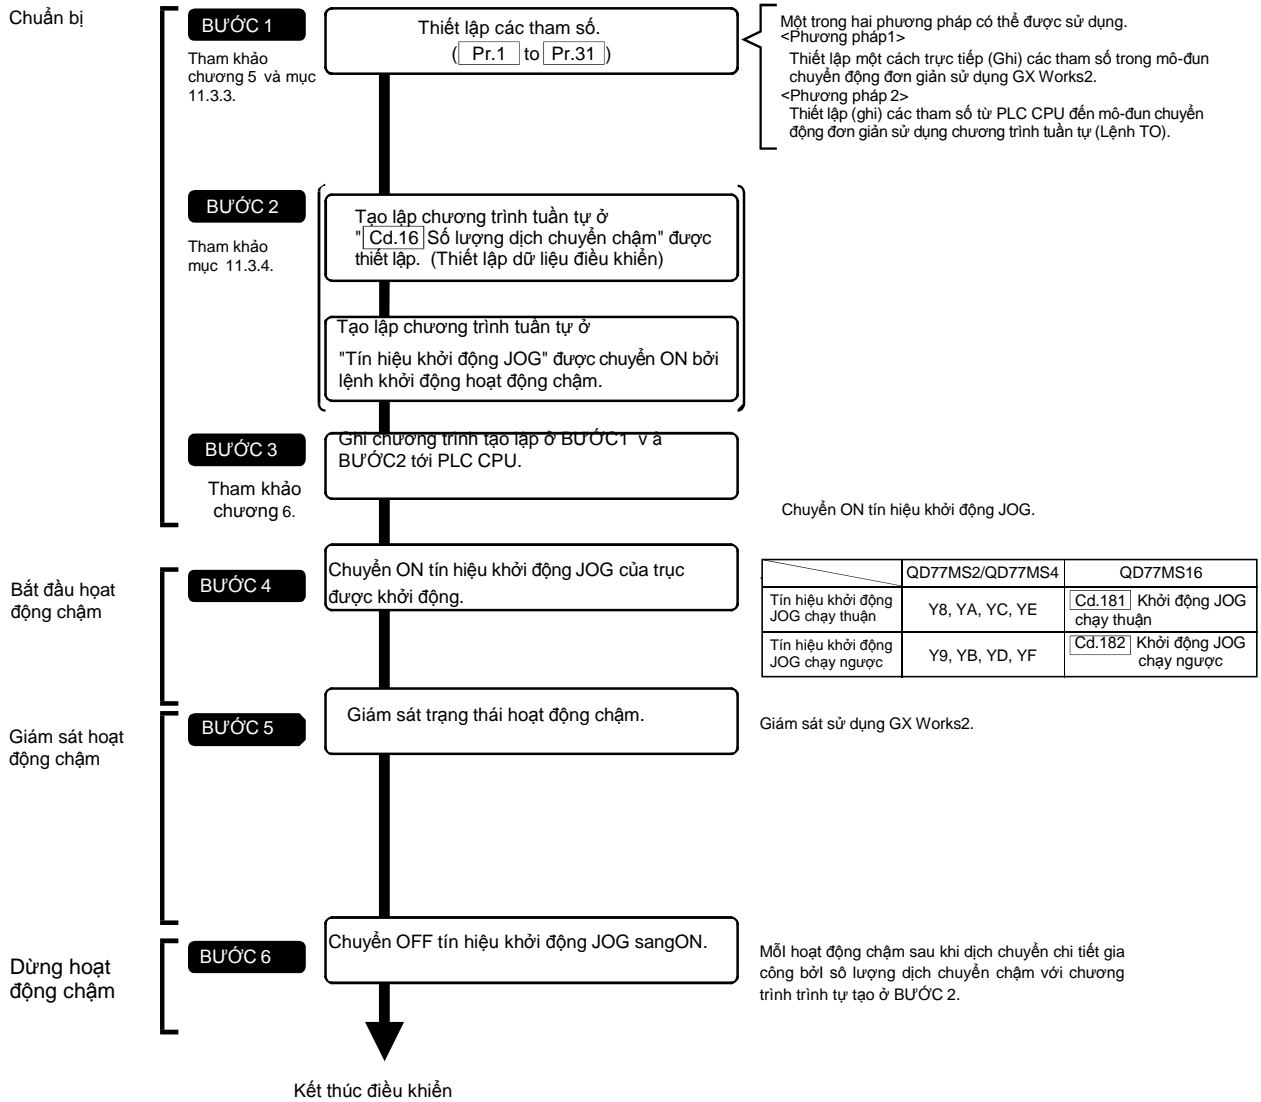 Chuẩn bị
BƯỚC 1
Tham khảo
chương 5 và mục
11.3.3.
Thiết lập các tham số.
( Pr.1 to Pr.31 )
Một trong hai phương pháp có thể được sử dụng.
<Phương pháp1>
Thiết lập một cách trực tiếp (Ghi) các tham số trong mô-đun
chuyển động đơn giản sử dụng GX Works2.
<Phương pháp 2>
Thiết lập (ghi) các tham số từ PLC CPU đến mô-đun chuyển
động đơn giản sử dụng chương trình tuần tự (Lệnh TO).
BƯỚC 2
Tham khảo
mục 11.3.4.
Tạo lập chương trình tuần tự ở
" Cd.16 Số lượng dịch chuyển chậm" được
thiết lập. (Thiết lập dữ liệu điều khiển)
Tạo lập chương trình tuần tự ở
"Tín hiệu khởi động JOG" được chuyển ON bởi
lệnh khởi động hoạt động chậm.
BƯỚC 3
Tham khảo
chương 6.
Ghi chương trình tạo lập ở BƯỚC1 v à
BƯỚC2 tới PLC CPU.
Chuyển ON tín hiệu khởi động JOG.
Bắt đầu họat
động chậm
BƯỚC 4
Chuyển ON tín hiệu khởi động JOG của trục
được khởi động.
QD77MS2/QD77MS4 QD77MS16
Tín hiệu khởi động
JOG chạy thuận
Y8, YA, YC, YE
Cd.181 Khởi động JOG
chạy thuận
Tín hiệu khởi động
JOG chạy ngược
Y9, YB, YD, YF
Cd.182 Khởi động JOG
chạy ngược
Giám sát hoạt
động chậm
BƯỚC 5
Giám sát trạng thái hoạt động chậm.
Giám sát sử dụng GX Works2.
Dừng hoạt
động chậm
BƯỚC 6
Chuyển OFF tín hiệu khởi động JOG sangON.
MỗI hoạt động chậm sau khi dịch chuyển chi tiết gia
công bởI số lượng dịch chuyển chậm với chương
trình trình tự tạo ở BƯỚC 2.
Kết thúc điều khiển